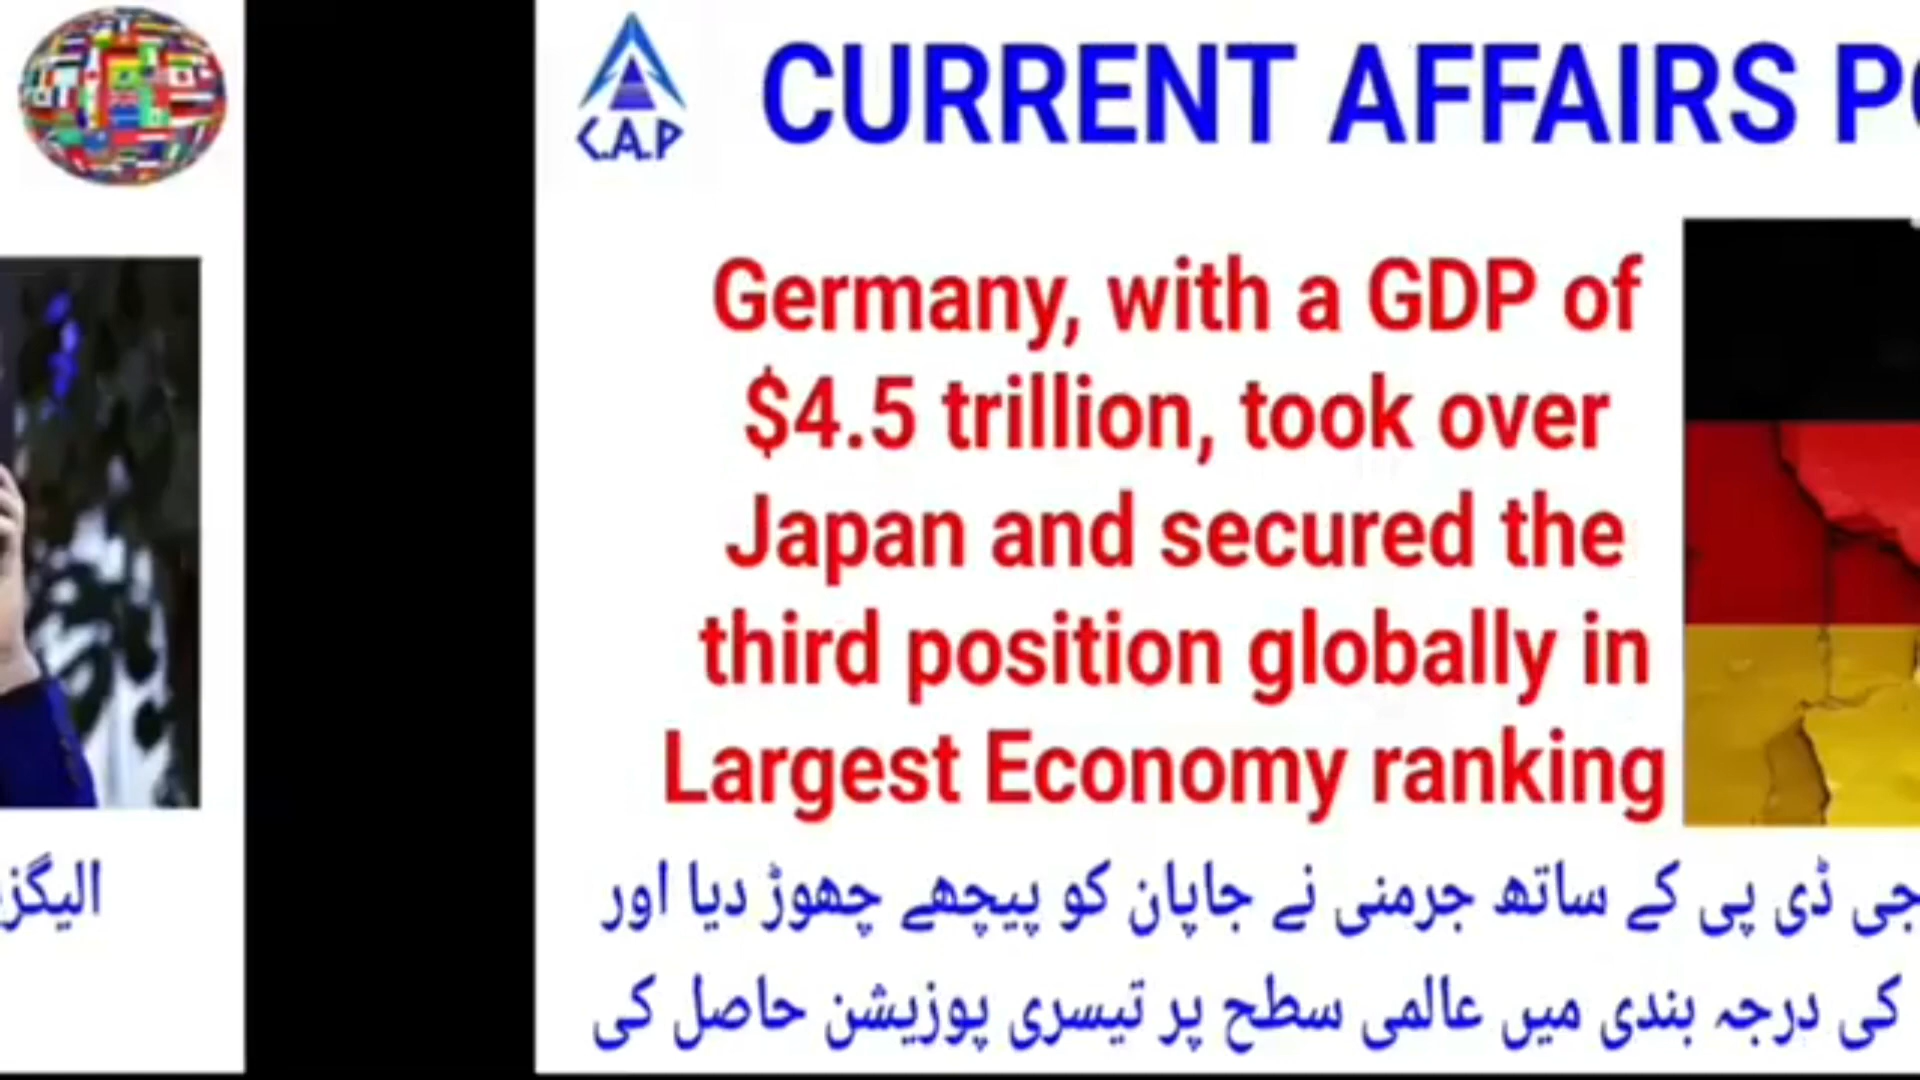 C.A.P
CURRENT AFFAIRS
Germany, with a GDP of
$4.5 trillion, took over
Japan and secured the
third position globally in
Largest Economy ranking
جی ڈی پی کے ساتھ جرمنی نے جاپان کو پیچھے چھوڑ دیا اور
کی درجہ بندی میں عالمی سطح پر تیسری پوزیشن حاصل کی